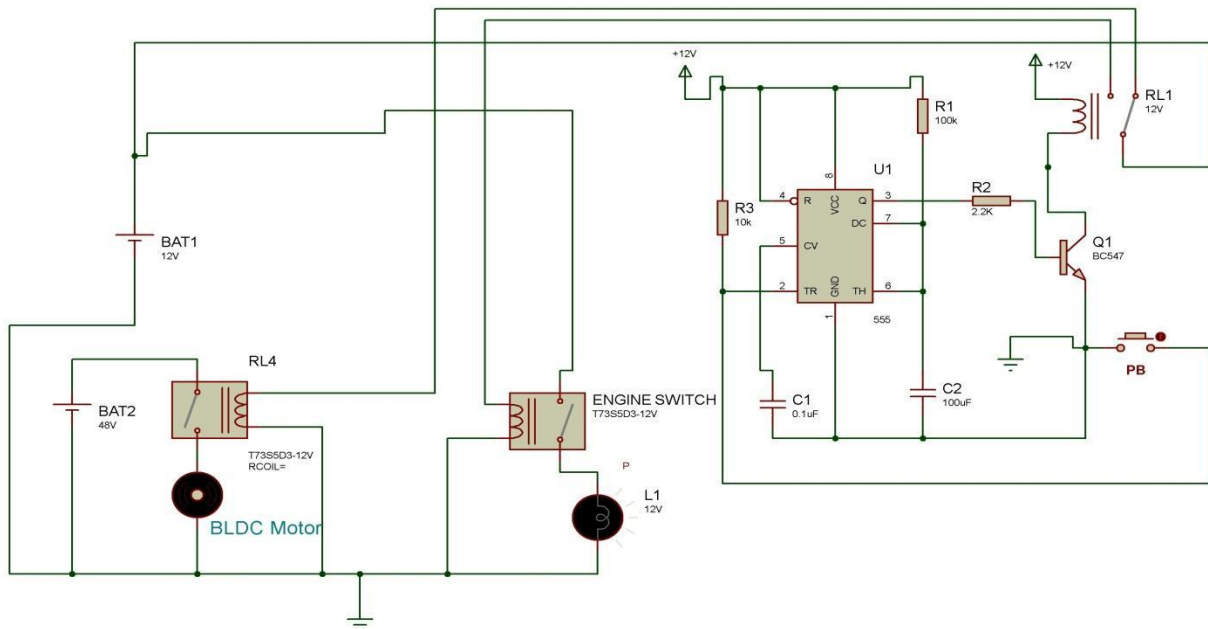 +12V
+12V
RL1
12V
R1
100k
U1
R3
10k
4
R
VCC
8
Q
3
DC
7
5
CV
2
TR
GND
1
TH
6
555
R2
2.2K
Q1
BC547
BAT1
12V
PB
C1
0.1uF
C2
100uF
RL4
BAT2
48V
T73S5D3-12V
RCOIL=
BLDC Motor
ENGINE SWITCH
T73S5D3-12V
P
L1
12V